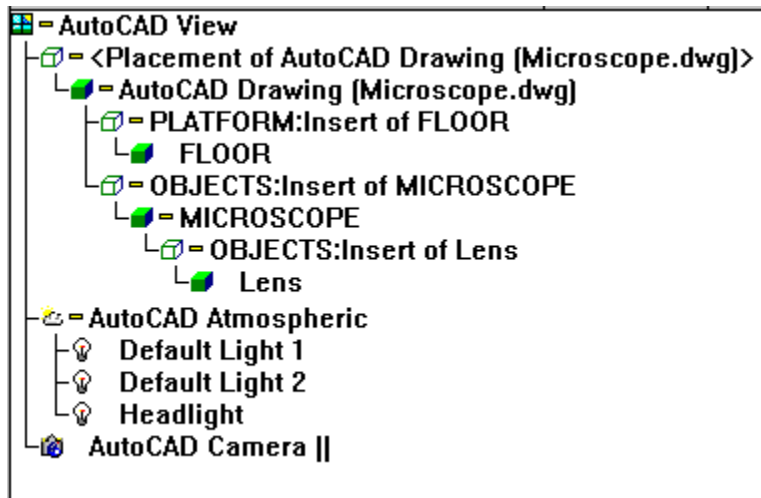 AutoCAD View
<Placement of AutoCAD Drawing (Microscope.dwg)>
AutoCAD Drawing (Microscope.dwg)
PLATFORM:Insert of FLOOR
FLOOR
OBJECTS:Insert of MICROSCOPE
MICROSCOPE
OBJECTS:Insert of Lens
Lens
AutoCAD Atmospheric
Default Light 1
Default Light 2
Headlight
AutoCAD Camera ||